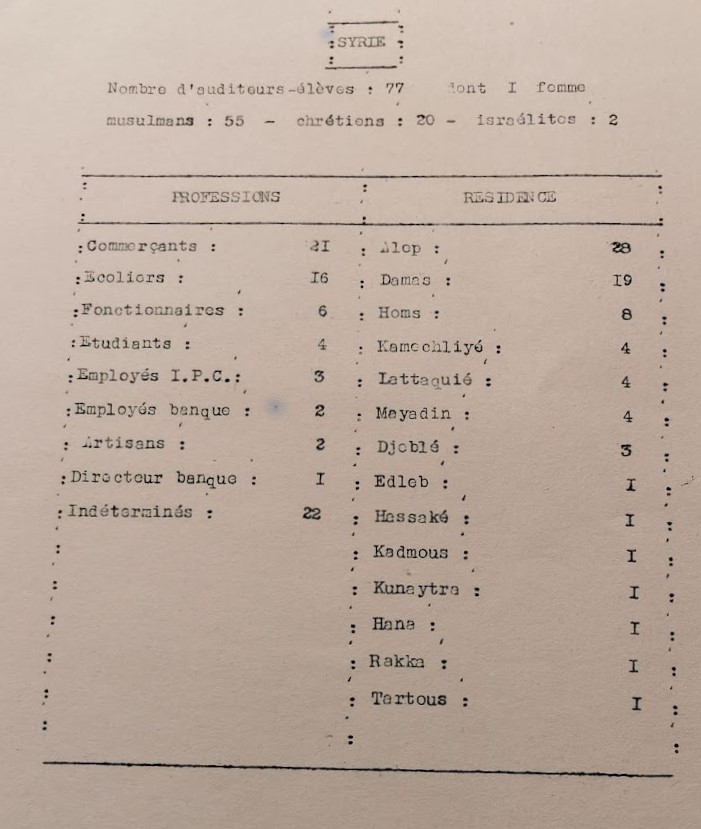 SYRIE
Nombre d'auditeurs-élèves : 77 dont I femme
musulmans : 55 - chrétiens : 20 - israélites : 2
PROFESSIONS RESIDENCE
Commerçants : 2I Alep : 28
Ecoliers : I6 Damas : I9
Fonctionnaires : 6 Homs : 8
Etudiants : 4 Kamechliyé : 4
Employés I.P.C.: 3 Lattaquié : 4
Employés banque : 2 Mayadin : 4
Artisans : 2 Djeblé : 3
Directeur banque : I Edleb : I
Indéterminés : 22 Hassaké : I
Kadmous : I
Kunaytra : I
Hana : I
Rakka : I
Tartous : I